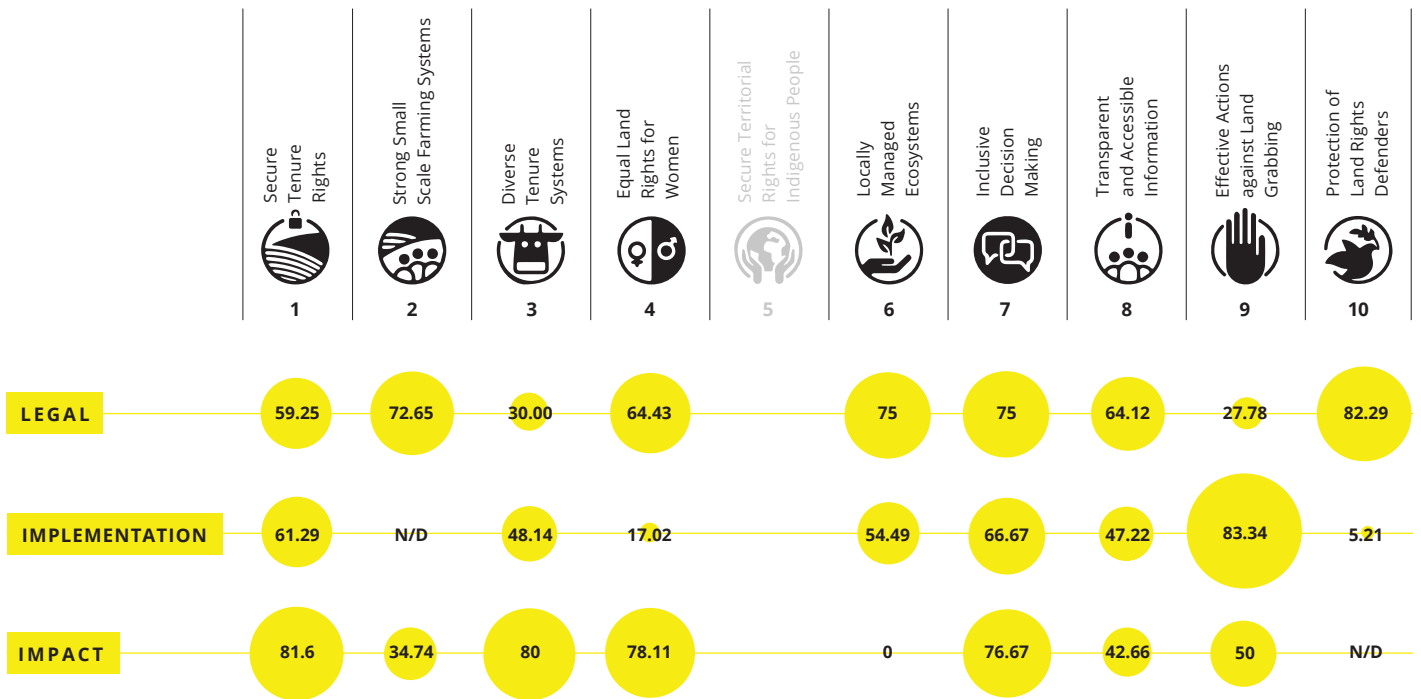 Secure
Tenure
Rights
Strong Small
Scale Farming Systems
Diverse
Tenure
Systems
Equal Land
Rights for
Women
Secure Territorial
Rights for
Indigenous People
Locally
Managed
Ecosystems
Inclusive
Decision
Making
Transparent
and Accessible
Information
Effective Actions
against Land
Grabbing
Protection of
Land Rights
Defenders
1 2 3 4 5 6 7 8 9 10
LEGAL 59.25 72.65 30.00 64.43 75 75 64.12 27.78 82.29
IMPLEMENTATION 61.29 N/D 48.14 17.02 54.49 66.67 47.22 83.34 5.21
IMPACT 81.6 34.74 80 78.11 0 76.67 42.66 50 N/D